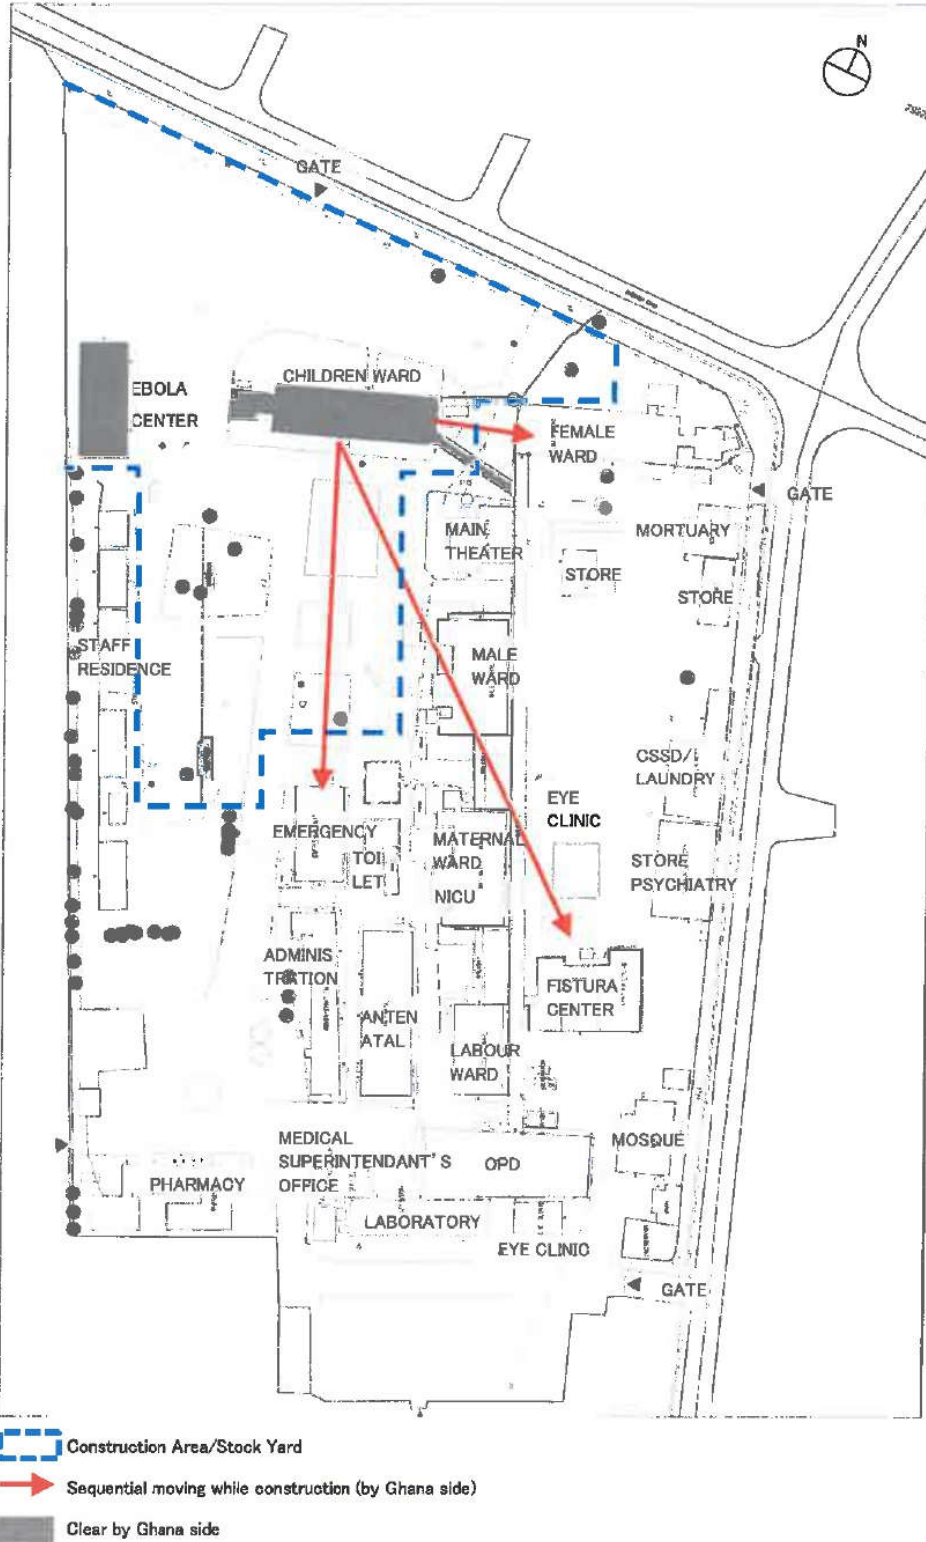 N
GATE
CHILDREN WARD
EBOLA
CENTER
FEMALE
WARD
GATE
MAIN
THEATER
MORTUARY
STORE
STORE
STAFF
RESIDENCE
MALE
WARD
CSSD/
LAUNDRY
EYE
CLINIC
EMERGENCY
TOI
LET
MATERNAL
WARD
NICU
STORE
PSYCHIATRY
ADMINIS
TRATION
FISTURA
CENTER
ANTEN
ATAL
LABOUR
WARD
MEDICAL
SUPERINTENDANT'S
OFFICE
OPD
MOSQUE
PHARMACY
LABORATORY
EYE CLINIC
GATE
Construction Area/Stock Yard
Sequential moving while construction (by Ghana side)
Clear by Ghana side